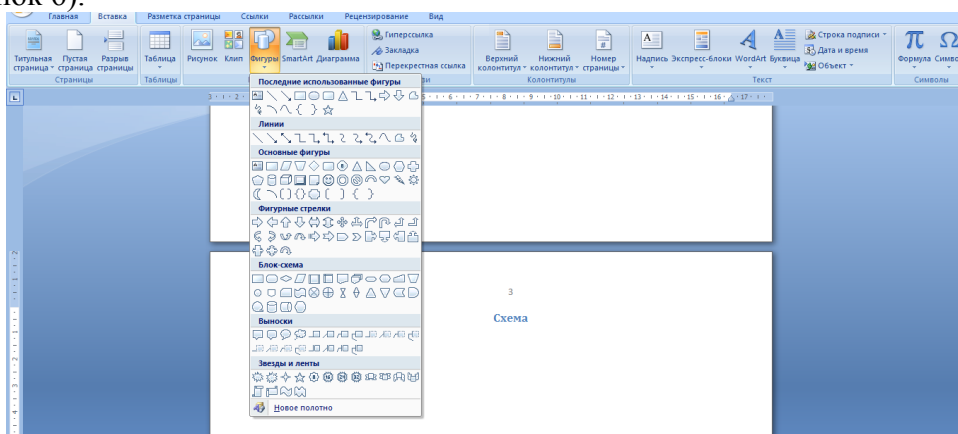 нок 6).
Главная Вставка Разметка страницы Ссылки Рассылки Рецензирование Вид
Титульная страница
Пустая страница
Разрыв страницы
Страницы
Таблица
Таблицы
Рисунок Клип Фигуры SmartArt Диаграмма
Гиперссылка
Закладка
Перекрестная ссылка
Верхний колонтитул
Нижний колонтитул
Номер страницы
Колонтитулы
Надпись Экспресс-блоки WordArt Буквица
Строка подписи
Дата и время
Объект
Текст
Формула
Символы
Последние использованные фигуры
Линии
Основные фигуры
Фигурные стрелки
Блок-схема
Выноски
Звезды и ленты
Новое полотно
3
Схема